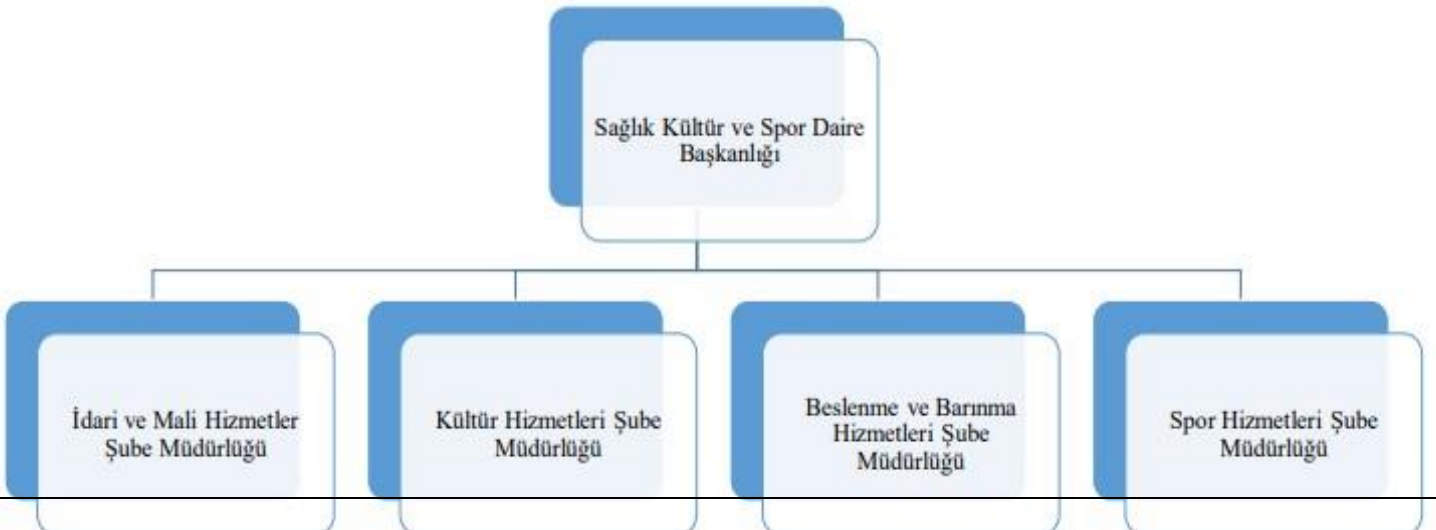 Sağlık Kültür ve Spor Daire
Başkanlığı
İdari ve Mali Hizmetler
Şube Müdürlüğü
Kültür Hizmetleri Şube
Müdürlüğü
Beslenme ve Barınma
Hizmetleri Şube
Müdürlüğü
Spor Hizmetleri Şube
Müdürlüğü